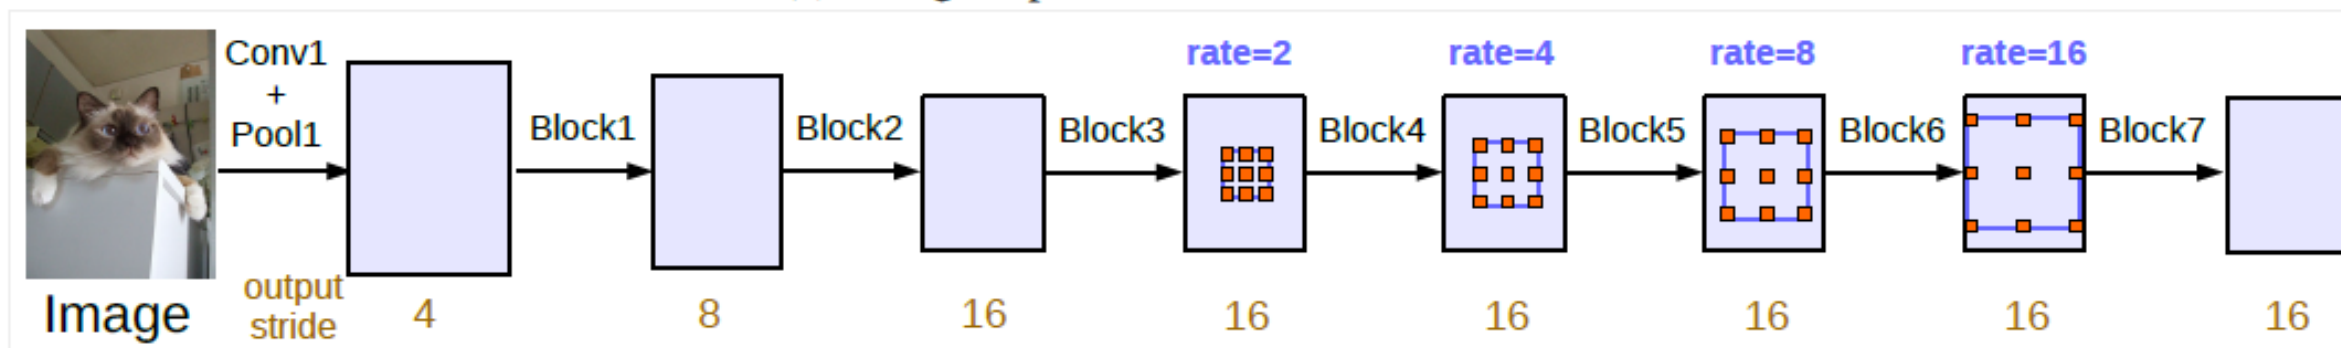 Conv1
+
Pool1
Image
output
stride
4
Block1
8
Block2
16
Block3
rate=2
16
Block4
rate=4
16
Block5
rate=8
16
Block6
rate=16
16
Block7
16